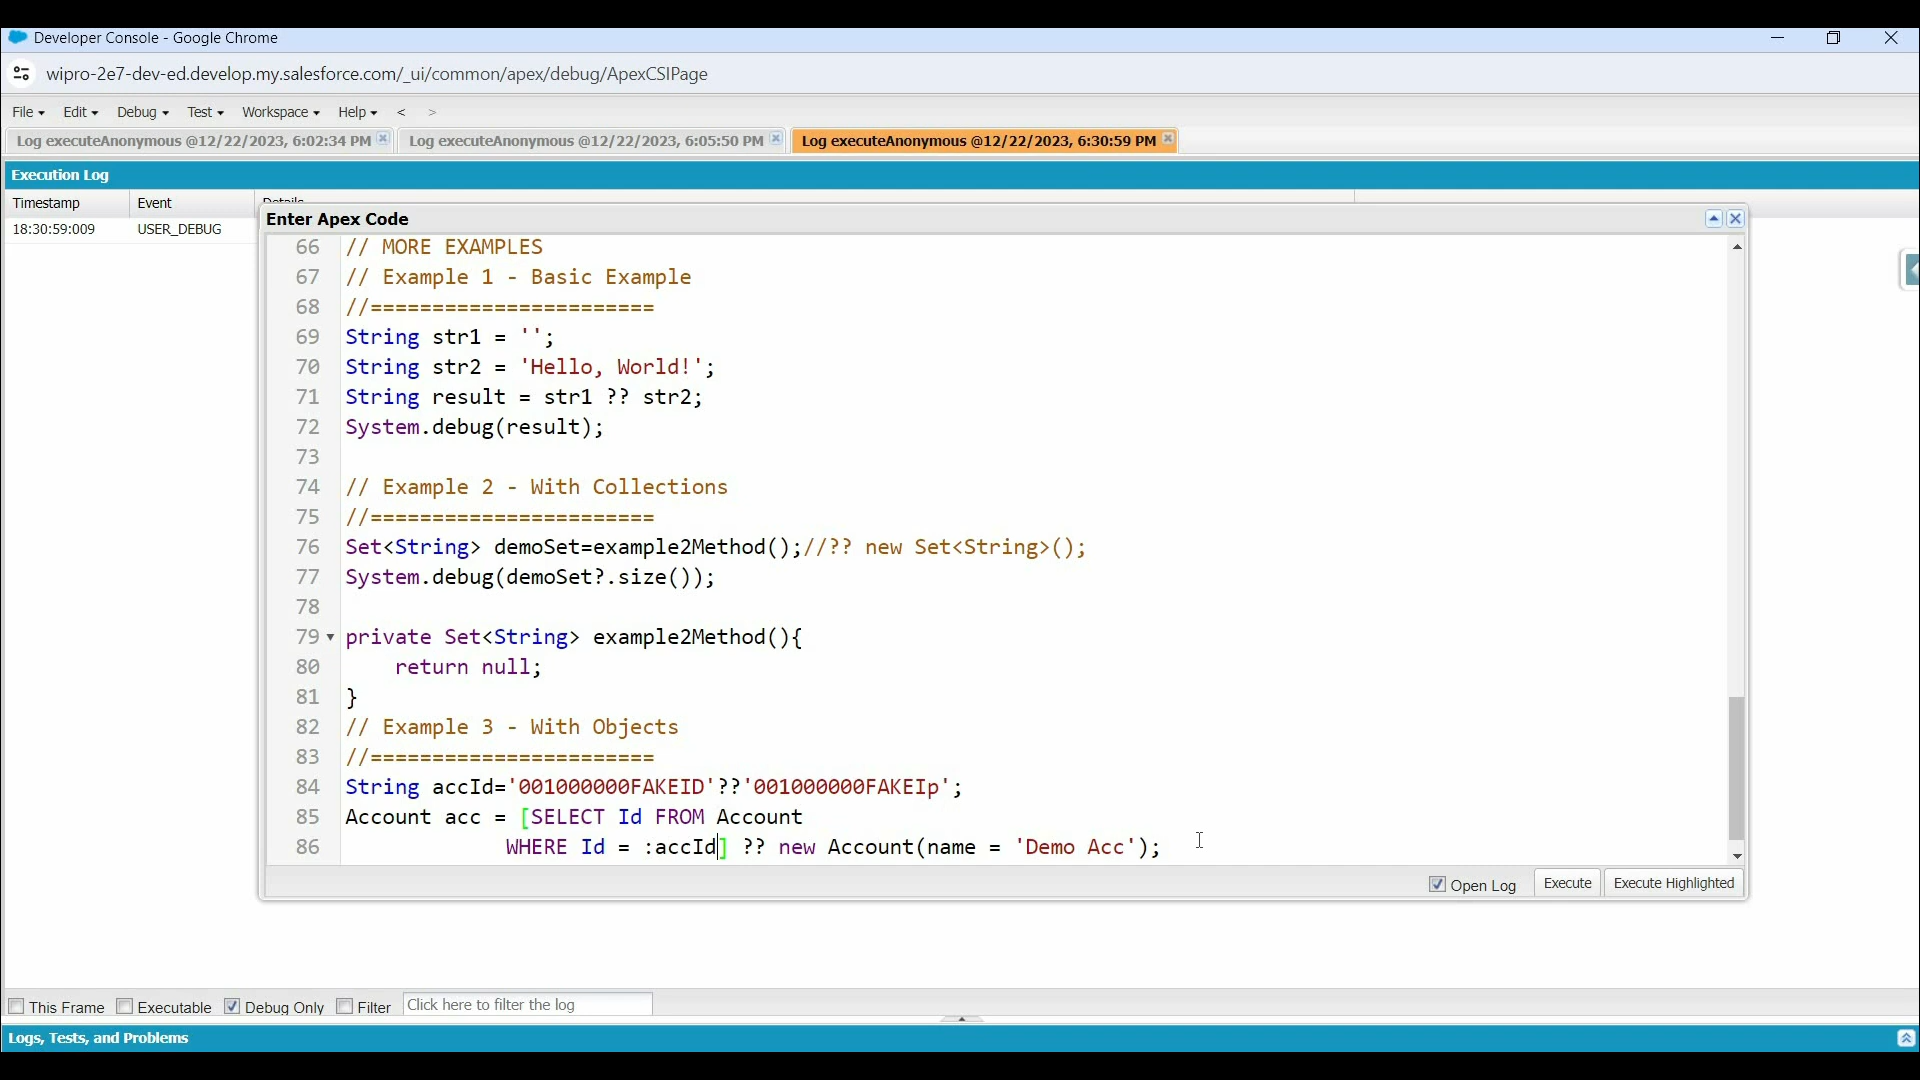 Developer Console - Google Chrome
wipro-2e7-dev-ed.develop.my.salesforce.com/_ui/common/apex/debug/ApexCSIPage
File Edit Debug Test Workspace Help < >
Log executeAnonymous @12/22/2023, 6:02:34 PM Log executeAnonymous @12/22/2023, 6:05:50 PM Log executeAnonymous @12/22/2023, 6:30:59 PM
Execution Log
Timestamp Event Details
18:30:59:009 USER_DEBUG
Enter Apex Code
66 // MORE EXAMPLES
67 // Example 1 - Basic Example
68 //=======================
69 String str1 = '';
70 String str2 = 'Hello, World!';
71 String result = str1 ?? str2;
72 System.debug(result);
73
74 // Example 2 - With Collections
75 //=======================
76 Set<String> demoSet=example2Method();//?? new Set<String>();
77 System.debug(demoSet?.size());
78
79 private Set<String> example2Method(){
80 return null;
81 }
82 // Example 3 - With Objects
83 //=======================
84 String accId='001000000FAKEID'??'001000000FAKEIp';
85 Account acc = [SELECT Id FROM Account
86 WHERE Id = :accId] ?? new Account(name = 'Demo Acc');
Open Log Execute Execute Highlighted
This Frame Executable Debug Only Filter Click here to filter the log
Logs, Tests, and Problems